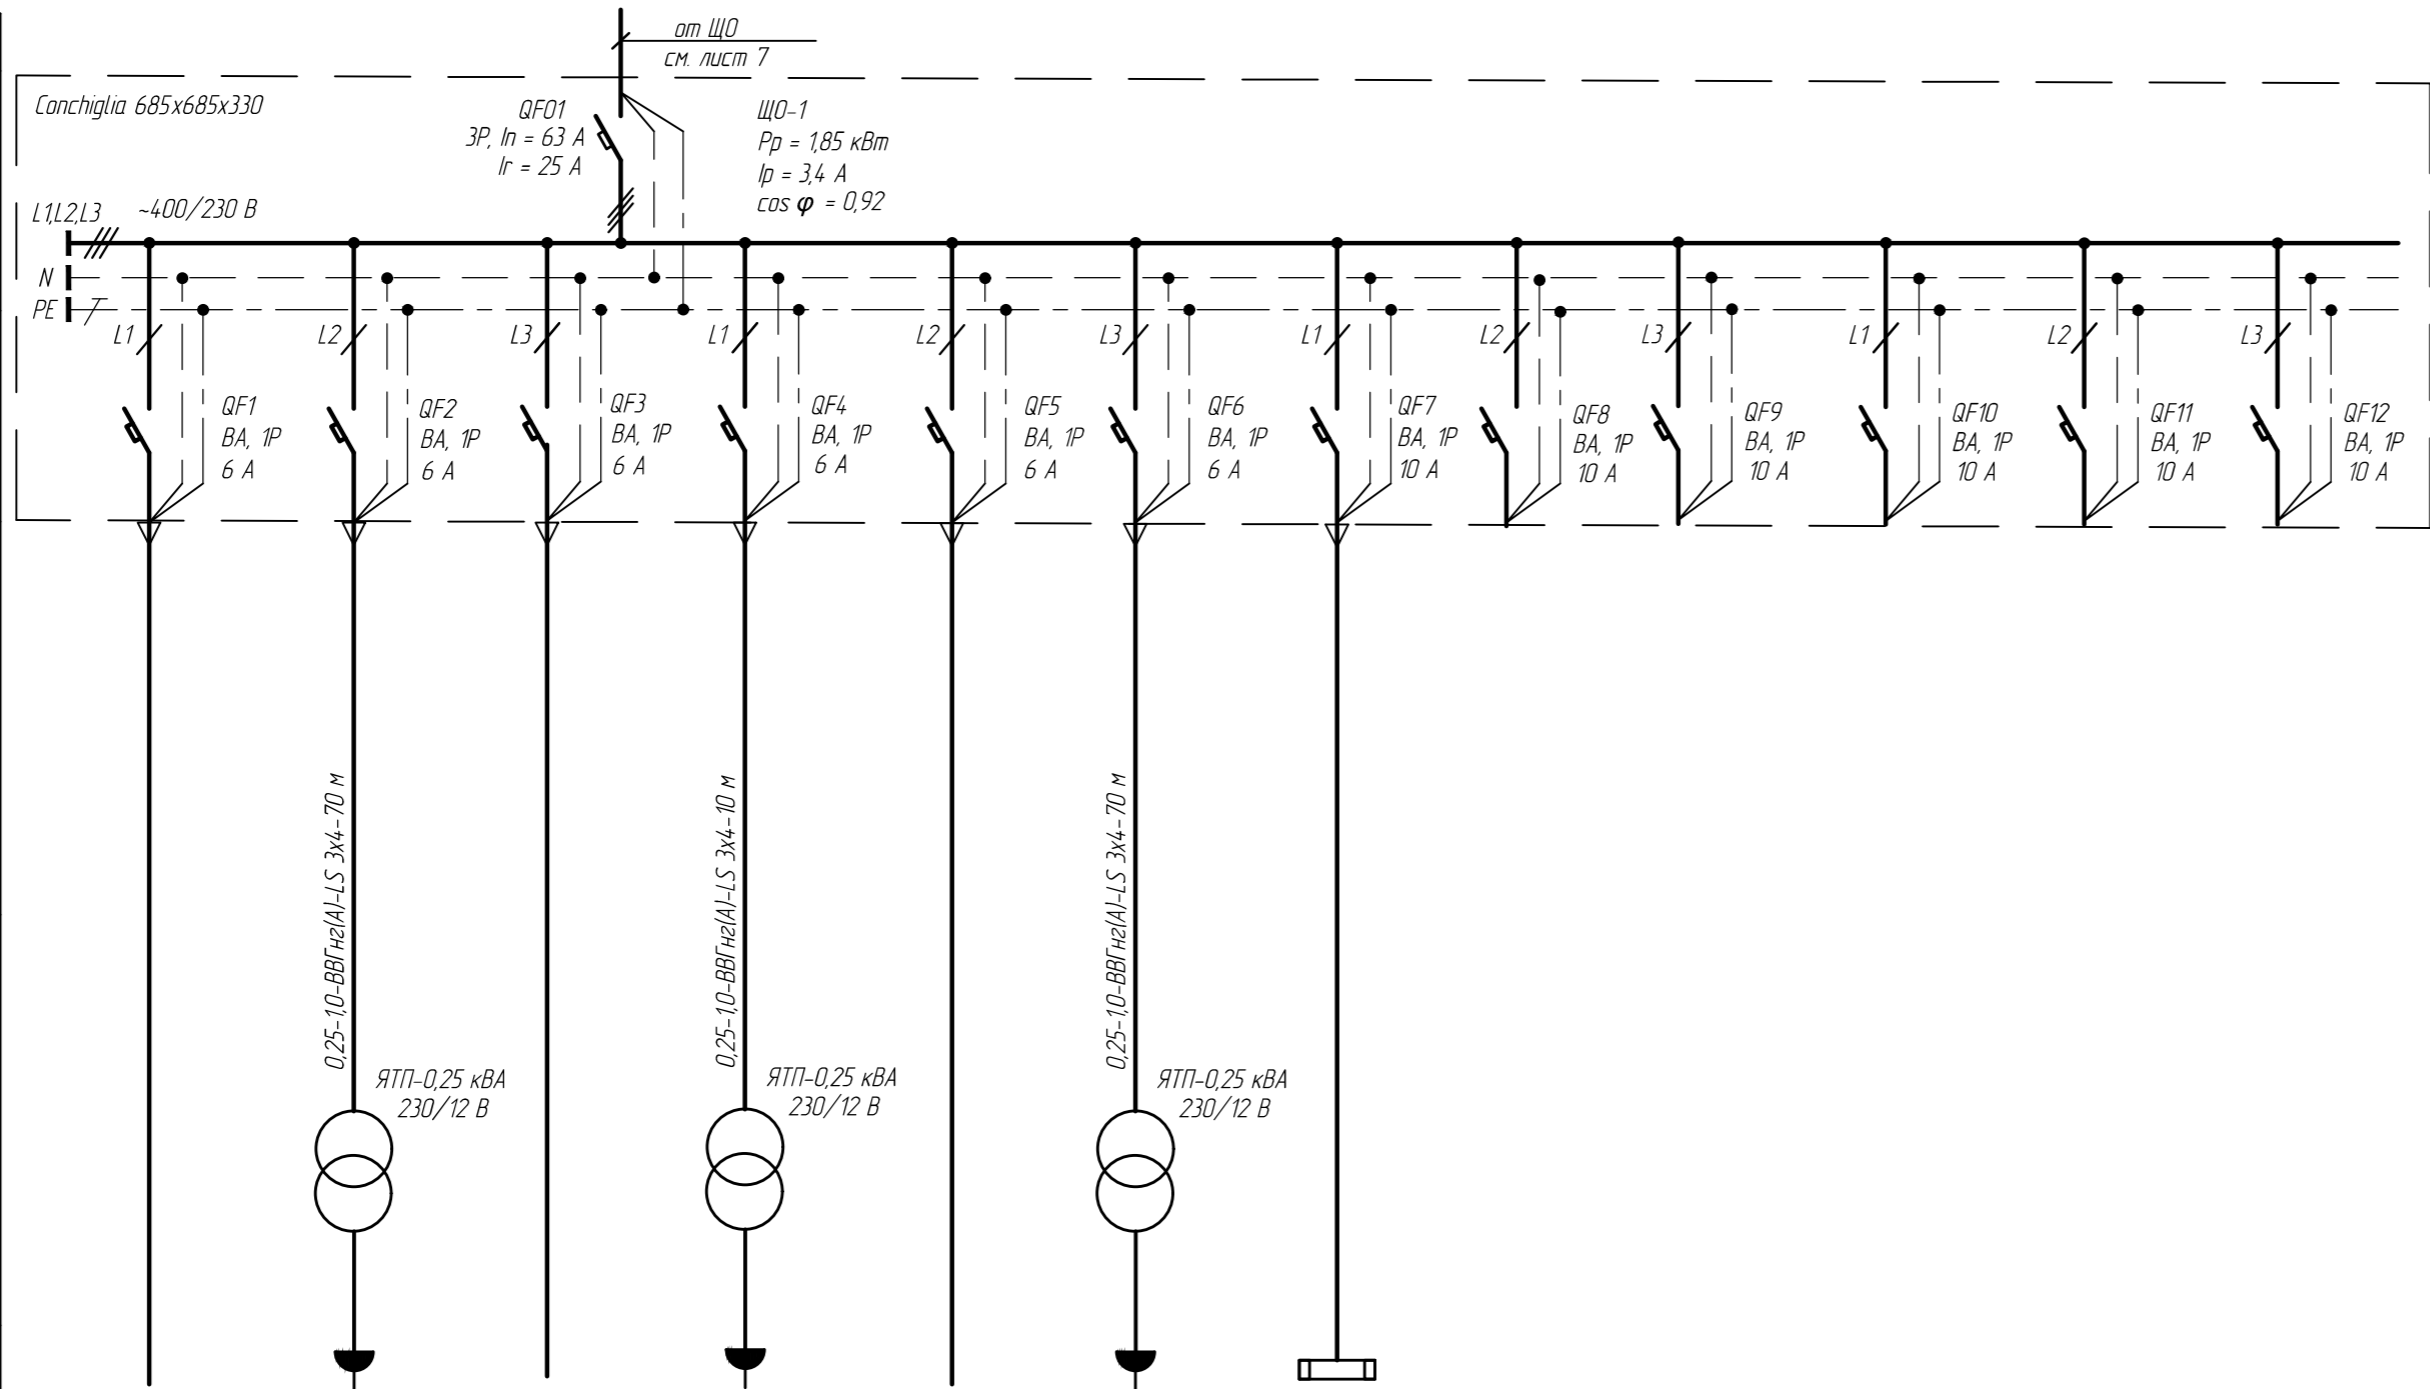 от ЩО
см. лист 7
Conchiglia 685x685x330
QF01
3P, In = 63 А
Ir = 25 А
ЩО-1
Рр = 1,85 кВт
Iр = 3,4 А
cos φ = 0,92
L1,L2,L3
~400/230 В
N
PE
L1
L2
L3
L1
L2
L3
L1
L2
L3
L1
L2
L3
QF1
ВА, 1Р
6 А
QF2
ВА, 1Р
6 А
QF3
ВА, 1Р
6 А
QF4
ВА, 1Р
6 А
QF5
ВА, 1Р
6 А
QF6
ВА, 1Р
6 А
QF7
ВА, 1Р
10 А
QF8
ВА, 1Р
10 А
QF9
ВА, 1Р
10 А
QF10
ВА, 1Р
10 А
QF11
ВА, 1Р
10 А
QF12
ВА, 1Р
10 А
0,25-1,0-ВВГнг(А)-LS 3х4-70 м
0,25-1,0-ВВГнг(А)-LS 3х4-10 м
0,25-1,0-ВВГнг(А)-LS 3х4-70 м
ЯТП-0,25 кВА
230/12 В
ЯТП-0,25 кВА
230/12 В
ЯТП-0,25 кВА
230/12 В